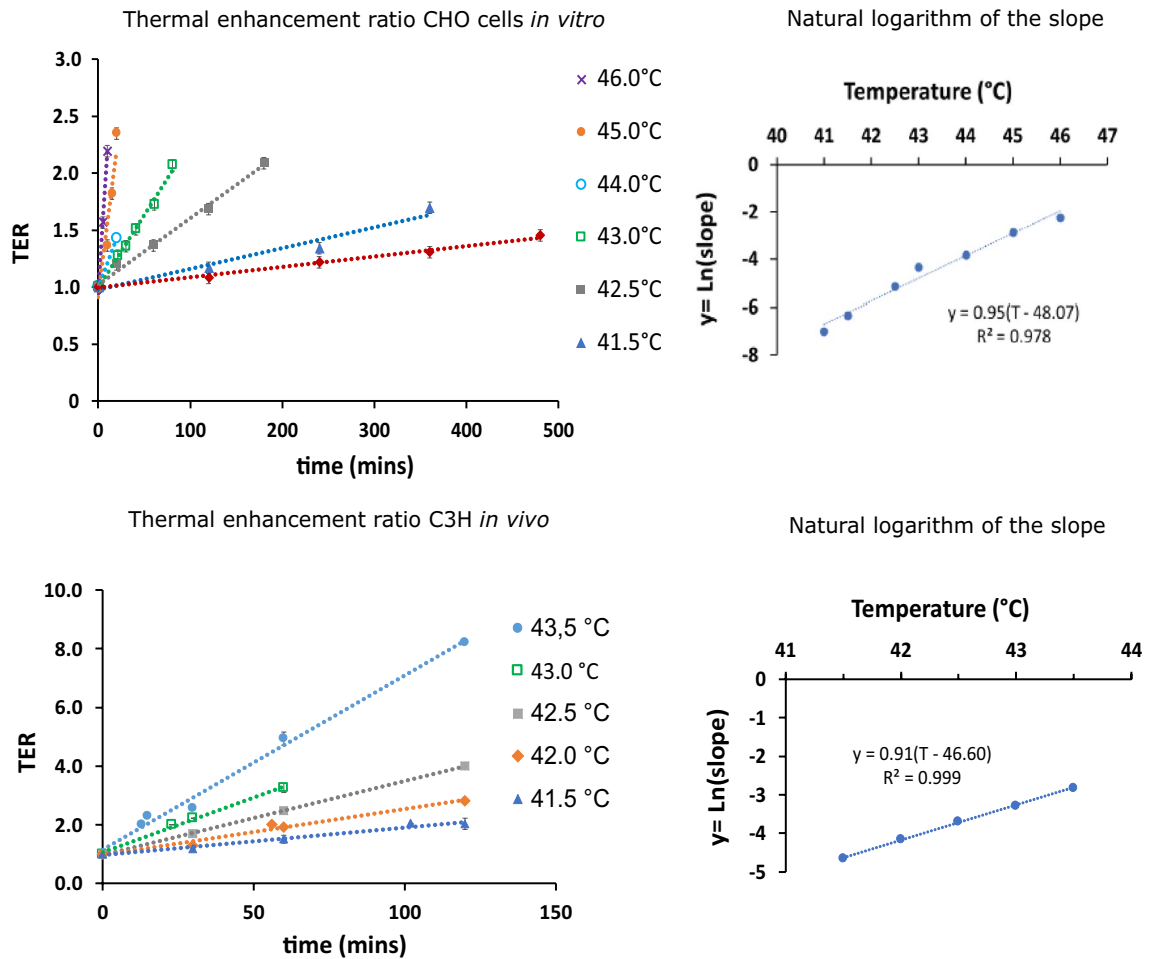 Thermal enhancement ratio CHO cells in vitro
3.0
2.5
2.0
1.5
1.0
0.5
0
TER
0 100 200 300 400 500
time (mins)
46.0°C
45.0°C
44.0°C
43.0°C
42.5°C
41.5°C
Natural logarithm of the slope
Temperature (°C)
40 41 42 43 44 45 46 47
0
-2
-4
-6
-8
y= Ln(slope)
y = 0.95(T - 48.07)
R² = 0.978
Thermal enhancement ratio C3H in vivo
10.0
8.0
6.0
4.0
2.0
0.0
TER
0 50 100 150
time (mins)
43,5 °C
43.0 °C
42.5 °C
42.0 °C
41.5 °C
Natural logarithm of the slope
Temperature (°C)
41 42 43 44
0
-1
-2
-3
-4
-5
y= Ln(slope)
y = 0.91(T - 46.60)
R² = 0.999